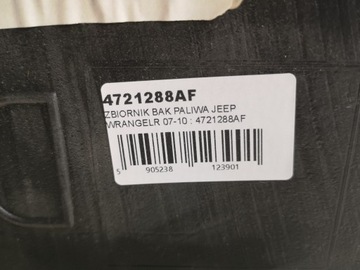 4721288AF
ZBIORNIK BAK PALIWA JEEP
WRANGELR 07-10 : 4721288AF
5 905238 123901